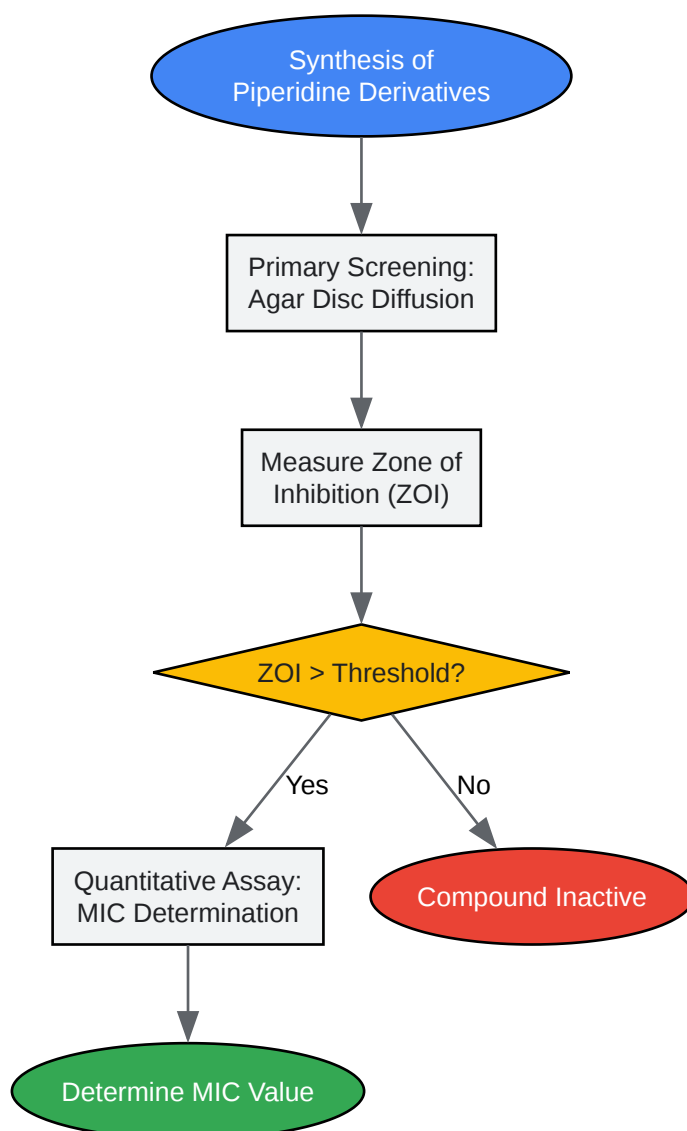 Synthesis of
Piperidine Derivatives
Primary Screening:
Agar Disc Diffusion
Measure Zone of
Inhibition (ZOI)
ZOI > Threshold?
Yes
No
Quantitative Assay:
MIC Determination
Compound Inactive
Determine MIC Value